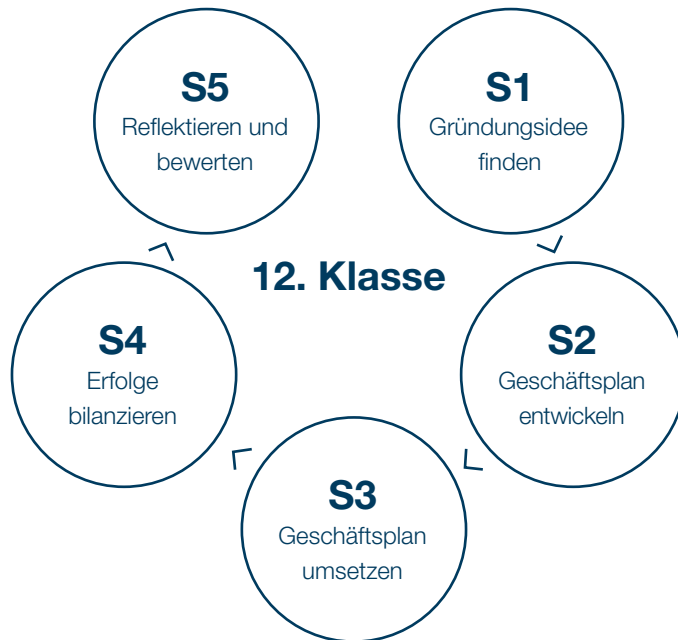 S5
Reflektieren und
bewerten
S1
Gründungsidee
finden
12. Klasse
S4
Erfolge
bilanzieren
S2
Geschäftsplan
entwickeln
S3
Geschäftsplan
umsetzen